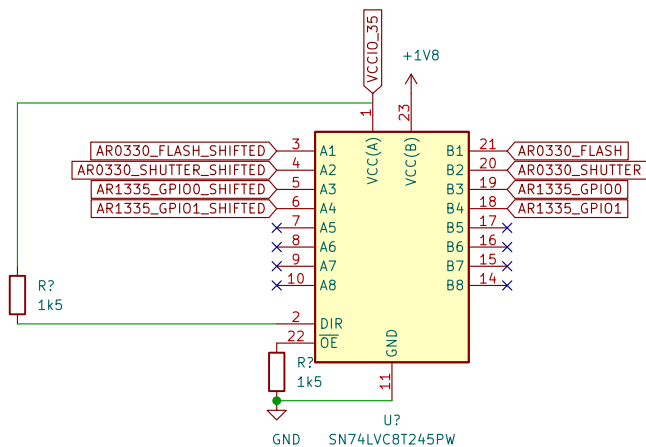 VCCIO_35
+1V8
1
23
VCC(A)
VCC(B)
AR0330_FLASH_SHIFTED 3 A1 B1 21 AR0330_FLASH
AR0330_SHUTTER_SHIFTED 4 A2 B2 20 AR0330_SHUTTER
AR1335_GPIO0_SHIFTED 5 A3 B3 19 AR1335_GPIO0
AR1335_GPIO1_SHIFTED 6 A4 B4 18 AR1335_GPIO1
7 A5 B5 17
8 A6 B6 16
9 A7 B7 15
10 A8 B8 14
R?
1k5
2 DIR
22 OE
GND
R?
1k5
11
U?
GND SN74LVC8T245PW